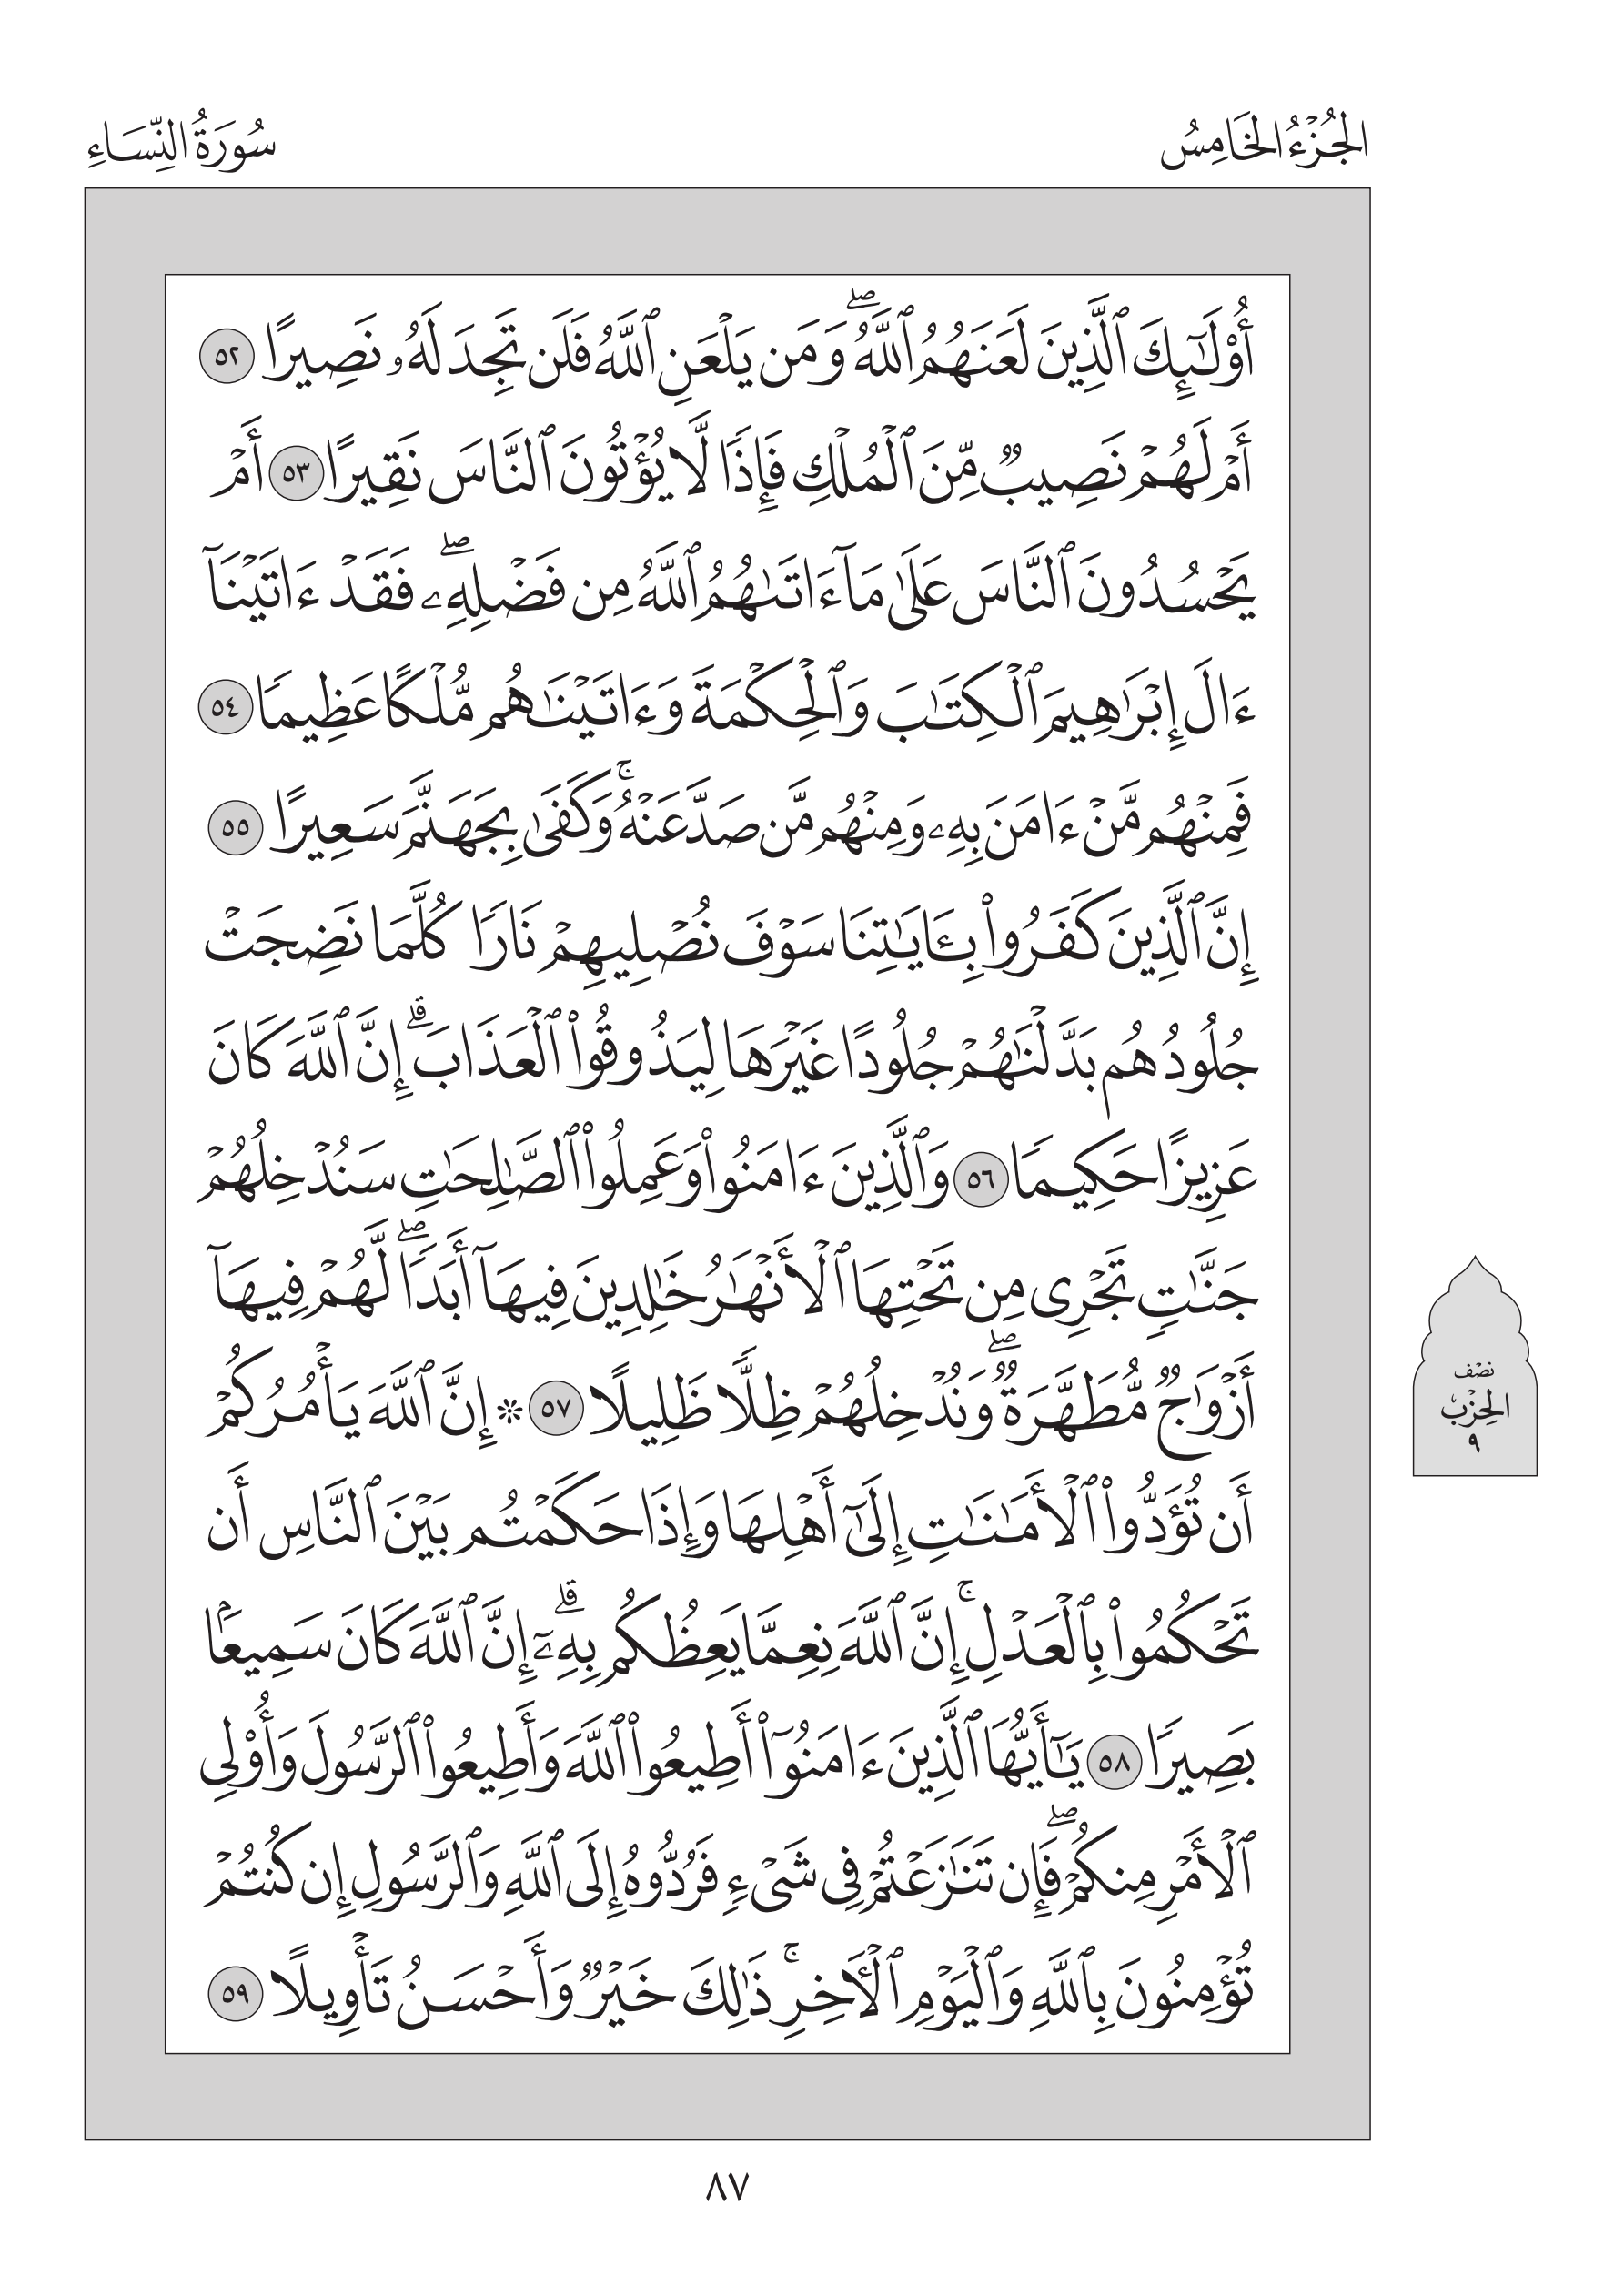 الجُزْءُ الخَامِسُ
سُورَةُ النِّسَاءِ
أُوْلَٰٓئِكَ ٱلَّذِينَ لَعَنَهُمُ ٱللَّهُۖ وَمَن يَلۡعَنِ ٱللَّهُ فَلَن تَجِدَ لَهُۥ نَصِيرًا ٥٢
أَمۡ لَهُمۡ نَصِيبٞ مِّنَ ٱلۡمُلۡكِ فَإِذٗا لَّا يُؤۡتُونَ ٱلنَّاسَ نَقِيرًا ٥٣ أَمۡ
يَحۡسُدُونَ ٱلنَّاسَ عَلَىٰ مَآ ءَاتَىٰهُمُ ٱللَّهُ مِن فَضۡلِهِۦۖ فَقَدۡ ءَاتَيۡنَآ
ءَالَ إِبۡرَٰهِيمَ ٱلۡكِتَٰبَ وَٱلۡحِكۡمَةَ وَءَاتَيۡنَٰهُم مُّلۡكًا عَظِيمٗا ٥٤
فَمِنۡهُم مَّنۡ ءَامَنَ بِهِۦ وَمِنۡهُم مَّن صَدَّ عَنۡهُۚ وَكَفَىٰ بِجَهَنَّمَ سَعِيرًا ٥٥
إِنَّ ٱلَّذِينَ كَفَرُواْ بِـَٔايَٰتِنَا سَوۡفَ نُصۡلِيهِمۡ نَارٗا كُلَّمَا نَضِجَتۡ
جُلُودُهُم بَدَّلۡنَٰهُمۡ جُلُودًا غَيۡرَهَا لِيَذُوقُواْ ٱلۡعَذَابَۗ إِنَّ ٱللَّهَ كَانَ
عَزِيزًا حَكِيمٗا ٥٦ وَٱلَّذِينَ ءَامَنُواْ وَعَمِلُواْ ٱلصَّٰلِحَٰتِ سَنُدۡخِلُهُمۡ
جَنَّٰتٖ تَجۡرِي مِن تَحۡتِهَا ٱلۡأَنۡهَٰرُ خَٰلِدِينَ فِيهَآ أَبَدٗاۖ لَّهُمۡ فِيهَآ
أَزۡوَٰجٞ مُّطَهَّرَةٞۖ وَنُدۡخِلُهُمۡ ظِلّٗا ظَلِيلًا ٥٧ ۞ إِنَّ ٱللَّهَ يَأۡمُرُكُمۡ
أَن تُؤَدُّواْ ٱلۡأَمَٰنَٰتِ إِلَىٰٓ أَهۡلِهَا وَإِذَا حَكَمۡتُم بَيۡنَ ٱلنَّاسِ أَن
تَحۡكُمُواْ بِٱلۡعَدۡلِۚ إِنَّ ٱللَّهَ نِعِمَّا يَعِظُكُم بِهِۦٓۗ إِنَّ ٱللَّهَ كَانَ سَمِيعَۢا
بَصِيرٗا ٥٨ يَٰٓأَيُّهَا ٱلَّذِينَ ءَامَنُوٓاْ أَطِيعُواْ ٱللَّهَ وَأَطِيعُواْ ٱلرَّسُولَ وَأُوْلِي
ٱلۡأَمۡرِ مِنكُمۡۖ فَإِن تَنَٰزَعۡتُمۡ فِي شَيۡءٖ فَرُدُّوهُ إِلَى ٱللَّهِ وَٱلرَّسُولِ إِن كُنتُمۡ
تُؤۡمِنُونَ بِٱللَّهِ وَٱلۡيَوۡمِ ٱلۡأٓخِرِۚ ذَٰلِكَ خَيۡرٞ وَأَحۡسَنُ تَأۡوِيلًا ٥٩
نصۡف
الحِزۡبۡ
٩
٨٧